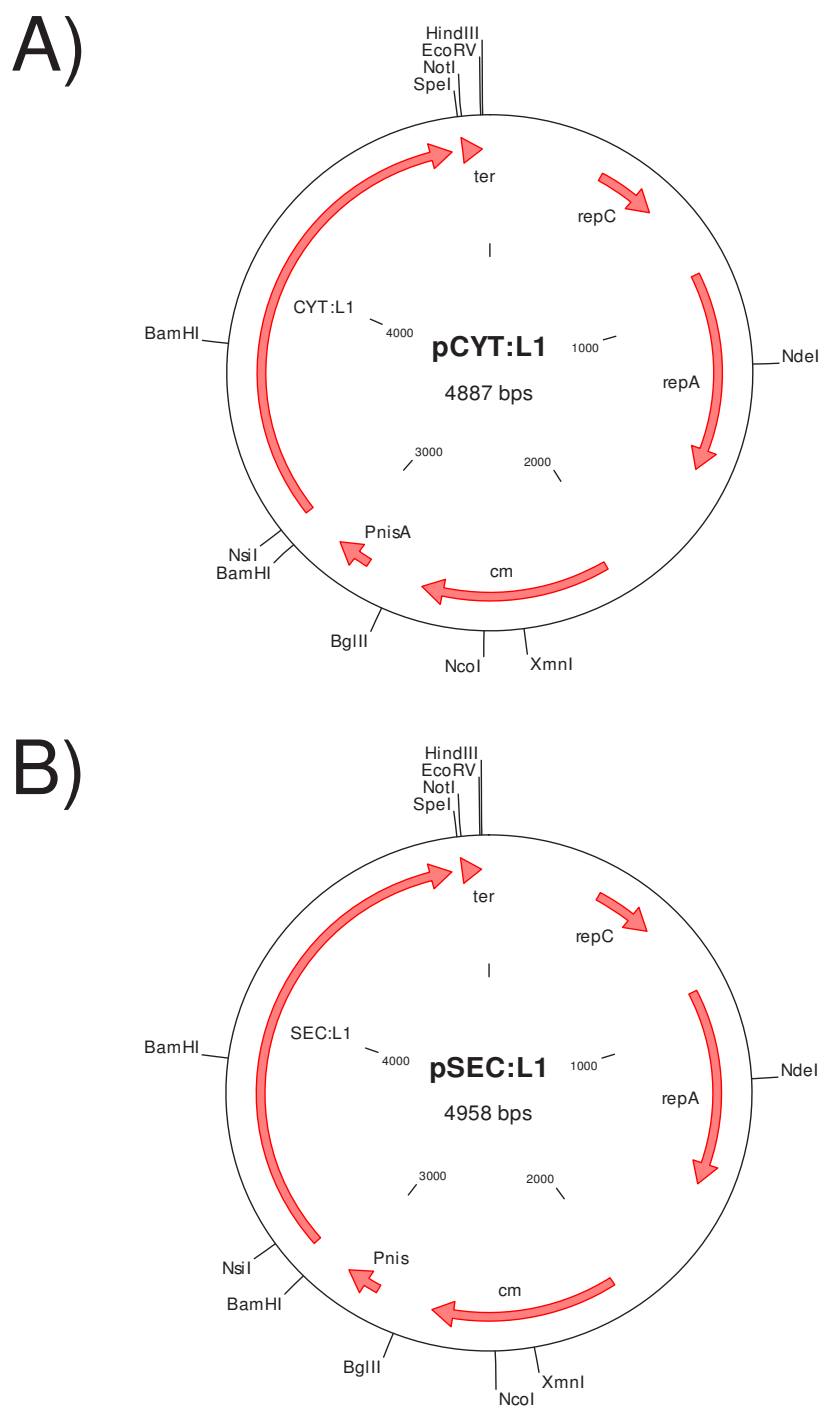 A)
HindIII
EcoRV
NotI
SpeI
ter
repC
CYT:L1
BamHI
4000
pCYT:L1
1000
NdeI
repA
4887 bps
3000
2000
PnisA
NsiI
BamHI
cm
BglII
NcoI
XmnI
B)
HindIII
EcoRV
NotI
SpeI
ter
repC
SEC:L1
BamHI
4000
pSEC:L1
1000
NdeI
repA
4958 bps
3000
2000
Pnis
NsiI
BamHI
cm
BglII
XmnI
NcoI